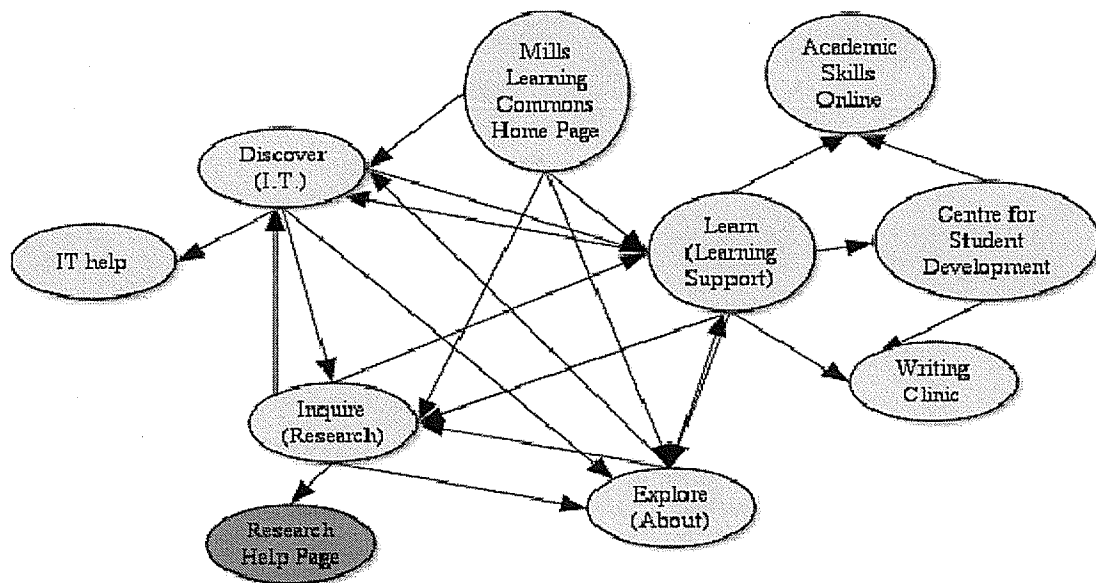 Mills
Learning
Commons
Home Page
Academic
Skills
Online
Discover
(I.T.)
IT help
Learn
(Learning
Support)
Centre for
Student
Development
Writing
Clinic
Inquire
(Research)
Explore
(About)
Research
Help Page